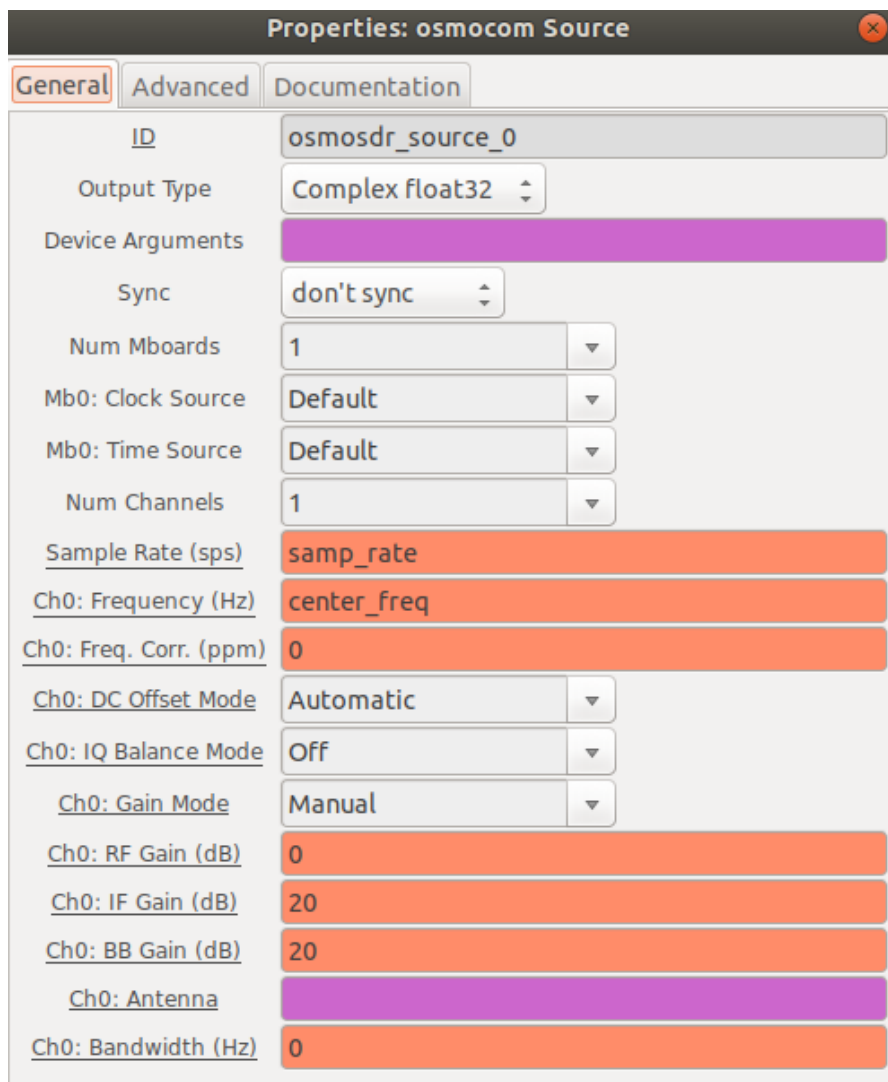 Properties: osmocom Source
General Advanced Documentation
ID osmosdr_source_0
Output Type Complex float32
Device Arguments
Sync don't sync
Num Mboards 1
Mb0: Clock Source Default
Mb0: Time Source Default
Num Channels 1
Sample Rate (sps) samp_rate
Ch0: Frequency (Hz) center_freq
Ch0: Freq. Corr. (ppm) 0
Ch0: DC Offset Mode Automatic
Ch0: IQ Balance Mode Off
Ch0: Gain Mode Manual
Ch0: RF Gain (dB) 0
Ch0: IF Gain (dB) 20
Ch0: BB Gain (dB) 20
Ch0: Antenna
Ch0: Bandwidth (Hz) 0